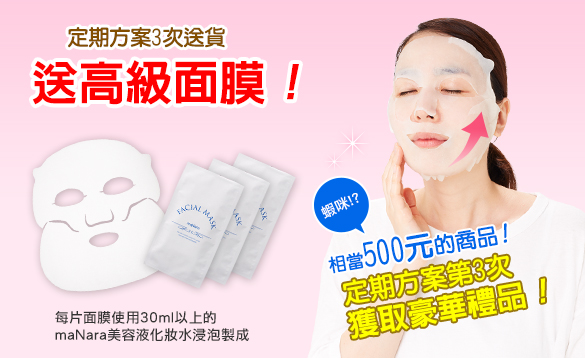 定期方案3次送貨
送高級面膜！
FACIAL MASK
FACIAL MASK
蝦咪!?
相當500元的商品！
定期方案第3次
獲取豪華禮品！
每片面膜使用30ml以上的
maNara美容液化妝水浸泡製成